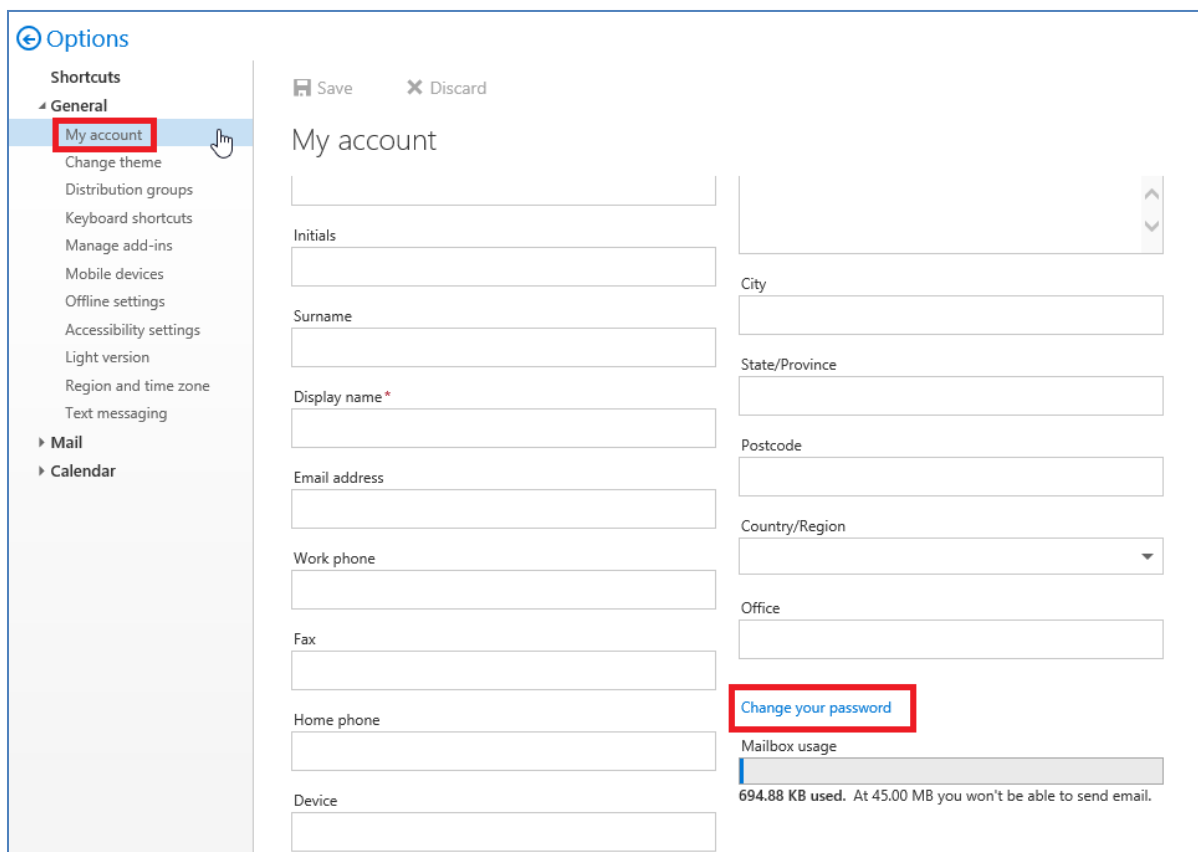 Options
Shortcuts
General
My account
Change theme
Distribution groups
Keyboard shortcuts
Manage add-ins
Mobile devices
Offline settings
Accessibility settings
Light version
Region and time zone
Text messaging
Mail
Calendar
Save Discard
My account
Initials
Surname
Display name*
Email address
Work phone
Fax
Home phone
Device
City
State/Province
Postcode
Country/Region
Office
Change your password
Mailbox usage
694.88 KB used. At 45.00 MB you won't be able to send email.